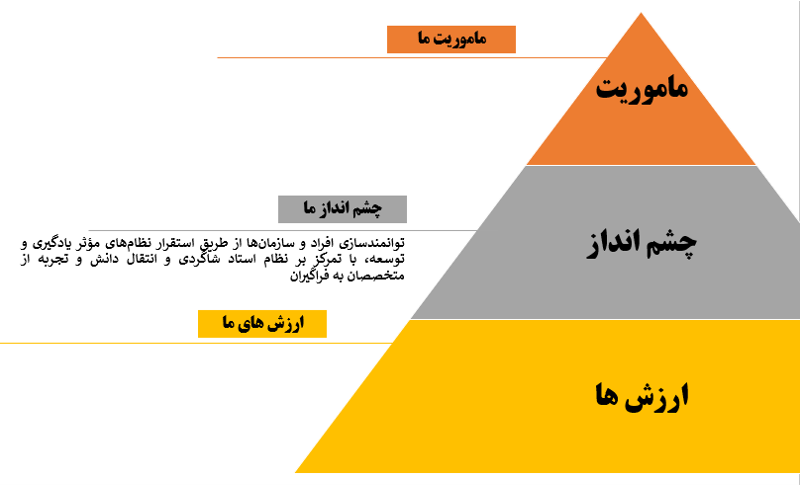 ماموریت ما
ماموریت
چشم انداز ما
توانمندسازی افراد و سازمان‌ها از طریق استقرار نظام‌های مؤثر یادگیری و
توسعه، با تمرکز بر نظام استاد شاگردی و انتقال دانش و تجربه از
متخصصان به فراگیران
چشم انداز
ارزش های ما
ارزش ها